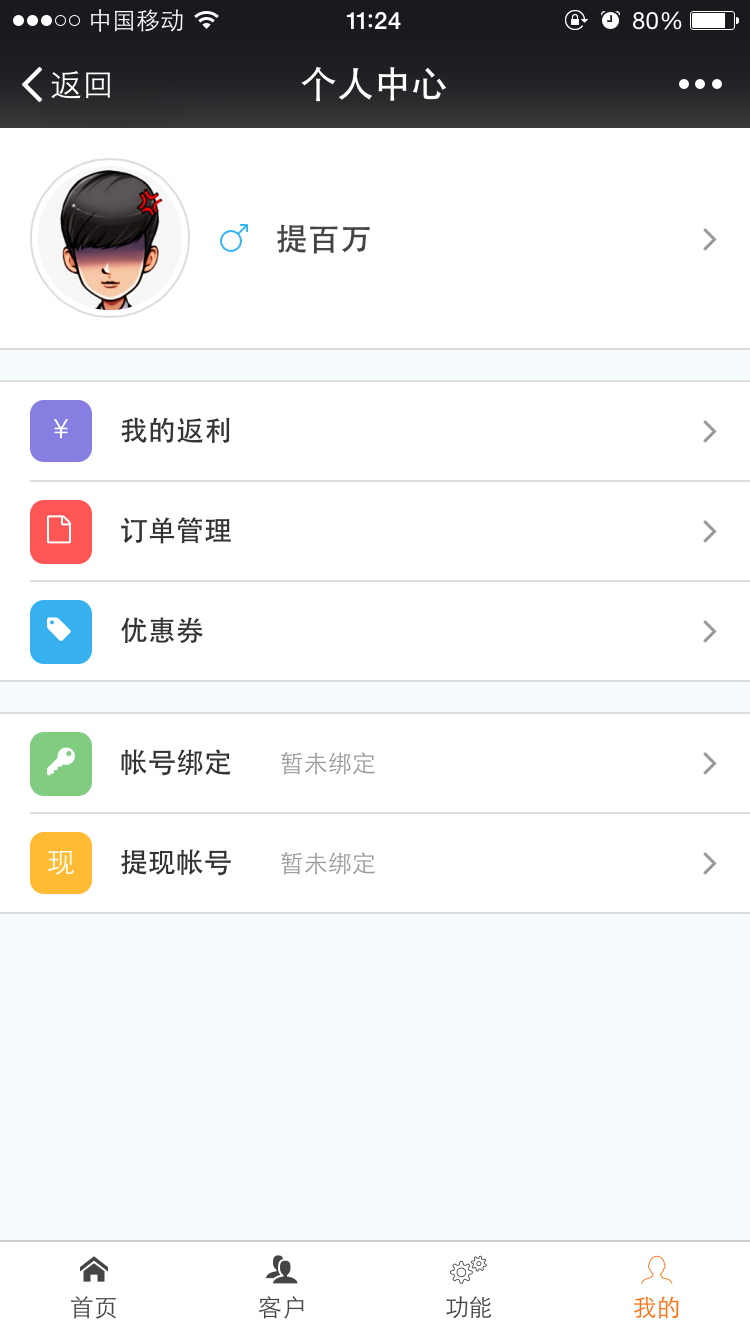 中国移动 11:24 80%
返回 个人中心
提百万
¥ 我的返利
订单管理
优惠券
帐号绑定 暂未绑定
现 提现帐号 暂未绑定
首页 客户 功能 我的